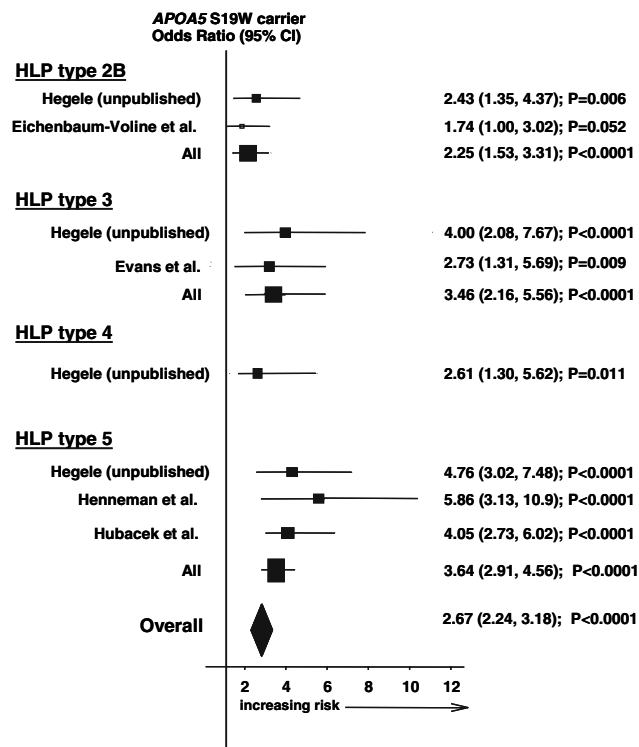 APOA5 S19W carrier
Odds Ratio (95% CI)
HLP type 2B
Hegele (unpublished) 2.43 (1.35, 4.37); P=0.006
Eichenbaum-Voline et al. 1.74 (1.00, 3.02); P=0.052
All 2.25 (1.53, 3.31); P<0.0001
HLP type 3
Hegele (unpublished) 4.00 (2.08, 7.67); P<0.0001
Evans et al. 2.73 (1.31, 5.69); P=0.009
All 3.46 (2.16, 5.56); P<0.0001
HLP type 4
Hegele (unpublished) 2.61 (1.30, 5.62); P=0.011
HLP type 5
Hegele (unpublished) 4.76 (3.02, 7.48); P<0.0001
Henneman et al. 5.86 (3.13, 10.9); P<0.0001
Hubacek et al. 4.05 (2.73, 6.02); P<0.0001
All 3.64 (2.91, 4.56); P<0.0001
Overall 2.67 (2.24, 3.18); P<0.0001
2 4 6 8 10 12
increasing risk